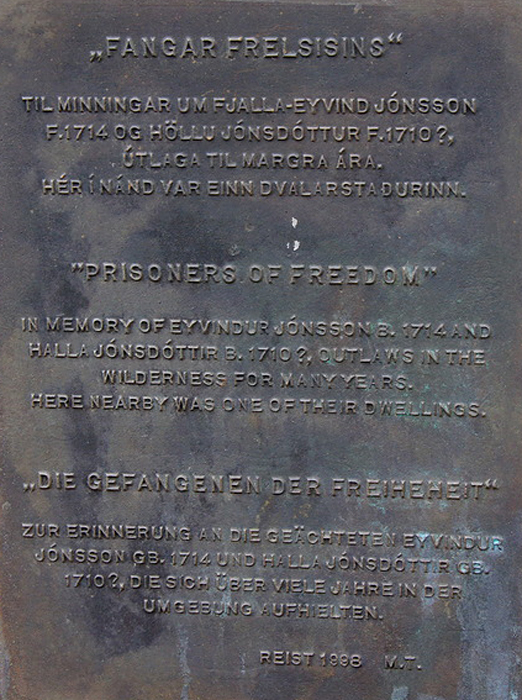 „FANGAR FRELSISINS“
TIL MINNINGAR UM FJALLA-EYVIND JÓNSSON
F.1714 OG HÖLLU JÓNSDÓTTUR F.1710?,
ÚTLAGA TIL MARGRA ÁRA.
HÉR Í NÁND VAR EINN DVALARSTAÐURINN.
"PRISONERS OF FREEDOM"
IN MEMORY OF EYVINDUR JÓNSSON B. 1714 AND
HALLA JÓNSDÓTTIR B. 1710?, OUTLAWS IN THE
WILDERNESS FOR MANY YEARS.
HERE NEARBY WAS ONE OF THEIR DWELLINGS.
„DIE GEFANGENEN DER FREIHEHEIT“
ZUR ERINNERUNG AN DIE GEÄCHTETEN EYVINDUR
JÓNSSON GB. 1714 UND HALLA JÓNSDÓTTIR GB.
1710?, DIE SICH ÜBER VIELE JAHRE IN DER
UMGEBUNG AUFHIELTEN.
REIST 1998 M.T.